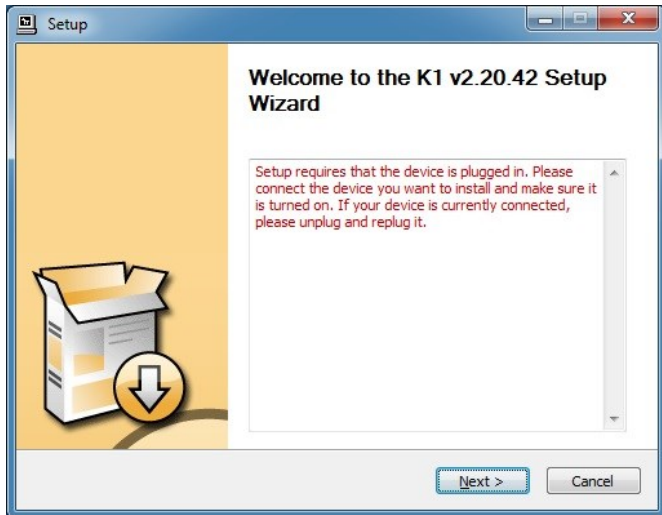 Setup
Welcome to the K1 v2.20.42 Setup
Wizard
Setup requires that the device is plugged in. Please
connect the device you want to install and make sure it
is turned on. If your device is currently connected,
please unplug and replug it.
Next >
Cancel